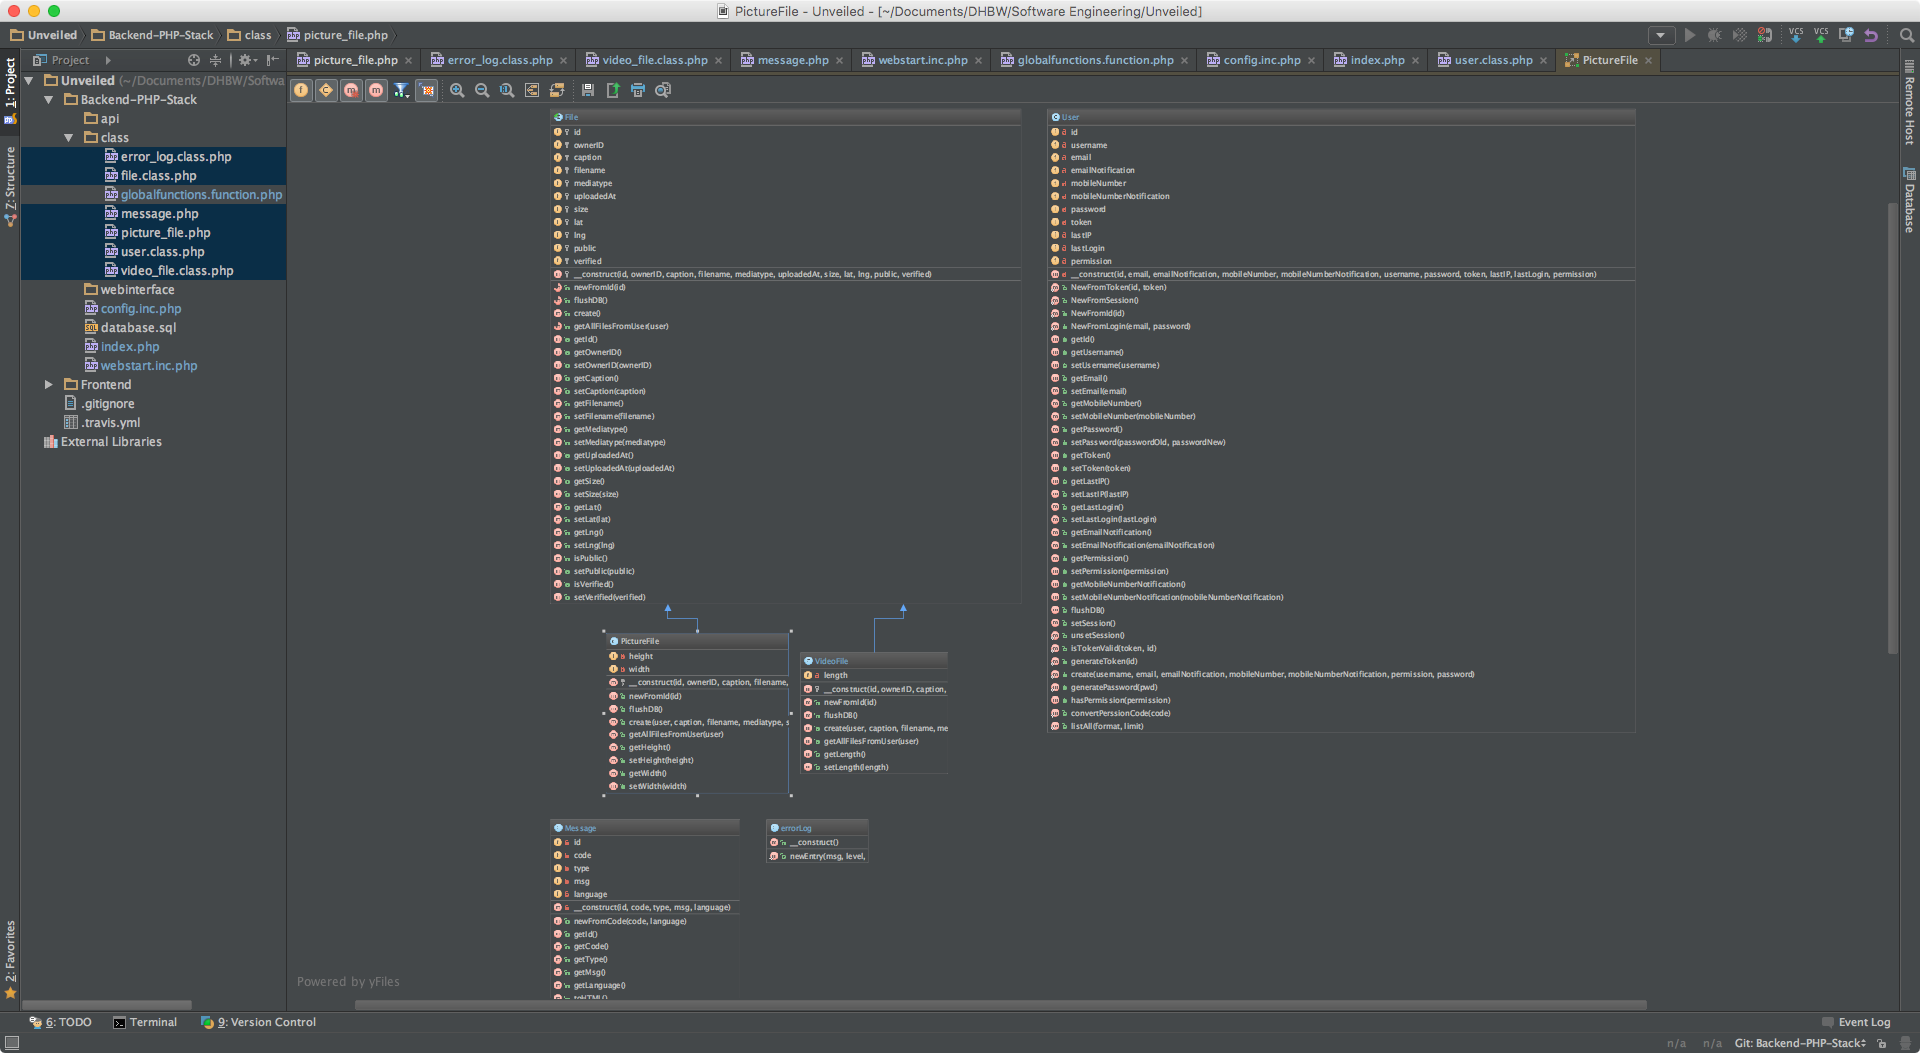 PictureFile - Unveiled - [~/Documents/DHBW/Software Engineering/Unveiled]
Unveiled
Backend-PHP-Stack
class
picture_file.php
Project
picture_file.php
error_log.class.php
video_file.class.php
message.php
webstart.inc.php
globalfunctions.function.php
config.inc.php
index.php
user.class.php
PictureFile
1: Project
Z: Structure
2: Favorites
Remote Host
Database
Unveiled (~/Documents/DHBW/Softwa
Backend-PHP-Stack
api
class
error_log.class.php
file.class.php
globalfunctions.function.php
message.php
picture_file.php
user.class.php
video_file.class.php
webinterface
config.inc.php
database.sql
index.php
webstart.inc.php
Frontend
.gitignore
.travis.yml
External Libraries
File
id
ownerID
caption
filename
mediatype
uploadedAt
size
lat
lng
public
verified
__construct(id, ownerID, caption, filename, mediatype, uploadedAt, size, lat, lng, public, verified)
newFromId(id)
flushDB()
create()
getAllFilesFromUser(user)
getId()
getOwnerID()
setOwnerID(ownerID)
getCaption()
setCaption(caption)
getFilename()
setFilename(filename)
getMediatype()
setMediatype(mediatype)
getUploadedAt()
setUploadedAt(uploadedAt)
getSize()
setSize(size)
getLat()
setLat(lat)
getLng()
setLng(lng)
isPublic()
setPublic(public)
isVerified()
setVerified(verified)
User
id
username
email
emailNotification
mobileNumber
mobileNumberNotification
password
token
lastIP
lastLogin
permission
__construct(id, email, emailNotification, mobileNumber, mobileNumberNotification, username, password, token, lastIP, lastLogin, permission)
NewFromToken(id, token)
NewFromSession()
NewFromId(id)
NewFromLogin(email, password)
getId()
getUsername()
setUsername(username)
getEmail()
setEmail(email)
getMobileNumber()
setMobileNumber(mobileNumber)
getPassword()
setPassword(passwordOld, passwordNew)
getToken()
setToken(token)
getLastIP()
setLastIP(lastIP)
getLastLogin()
setLastLogin(lastLogin)
getEmailNotification()
setEmailNotification(emailNotification)
getPermission()
setPermission(permission)
getMobileNumberNotification()
setMobileNumberNotification(mobileNumberNotification)
flushDB()
setSession()
unsetSession()
isTokenValid(token, id)
generateToken(id)
create(username, email, emailNotification, mobileNumber, mobileNumberNotification, permission, password)
generatePassword(pwd)
hasPermission(permission)
convertPerssionCode(code)
listAll(format, limit)
PictureFile
height
width
__construct(id, ownerID, caption, filename,
newFromId(id)
flushDB()
create(user, caption, filename, mediatype, s
getAllFilesFromUser(user)
getHeight()
setHeight(height)
getWidth()
setWidth(width)
VideoFile
length
__construct(id, ownerID, caption,
newFromId(id)
flushDB()
create(user, caption, filename, me
getAllFilesFromUser(user)
getLength()
setLength(length)
Message
id
code
type
msg
language
__construct(id, code, type, msg, language)
newFromCode(code, language)
getId()
getCode()
getType()
getMsg()
getLanguage()
toHTML()
errorLog
__construct()
newEntry(msg, level,
Powered by yFiles
6: TODO
Terminal
9: Version Control
Event Log
n/a
n/a
Git: Backend-PHP-Stack